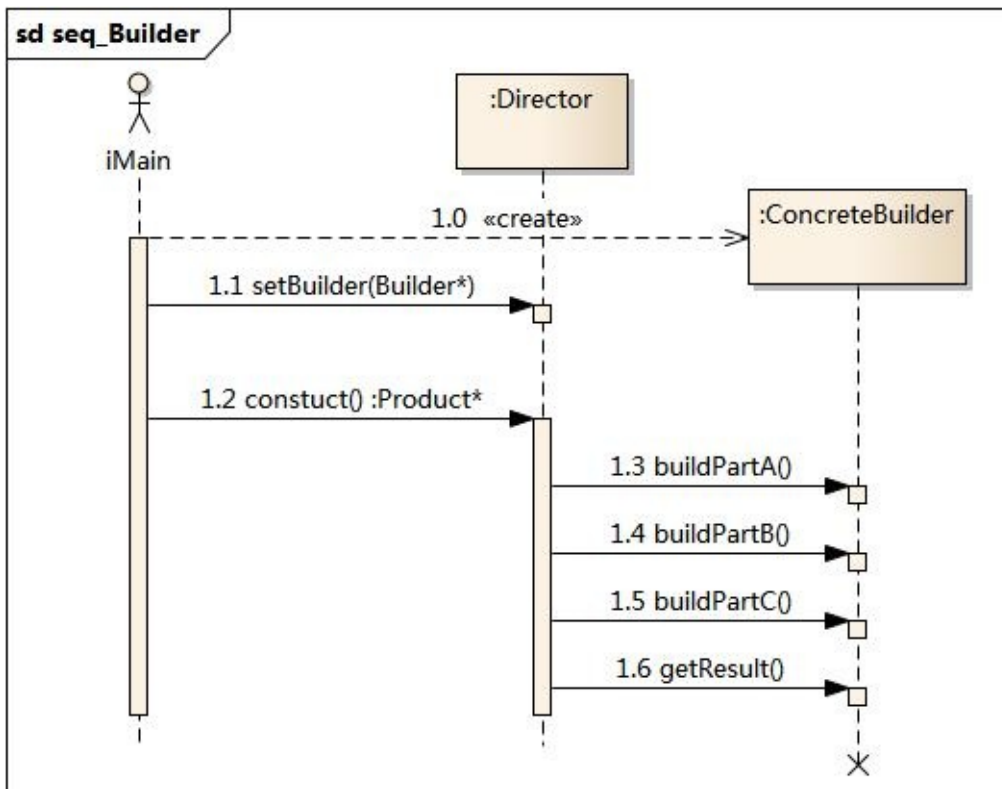 sd seq_Builder
iMain
:Director
:ConcreteBuilder
1.0 «create»
1.1 setBuilder(Builder*)
1.2 constuct() :Product*
1.3 buildPartA()
1.4 buildPartB()
1.5 buildPartC()
1.6 getResult()